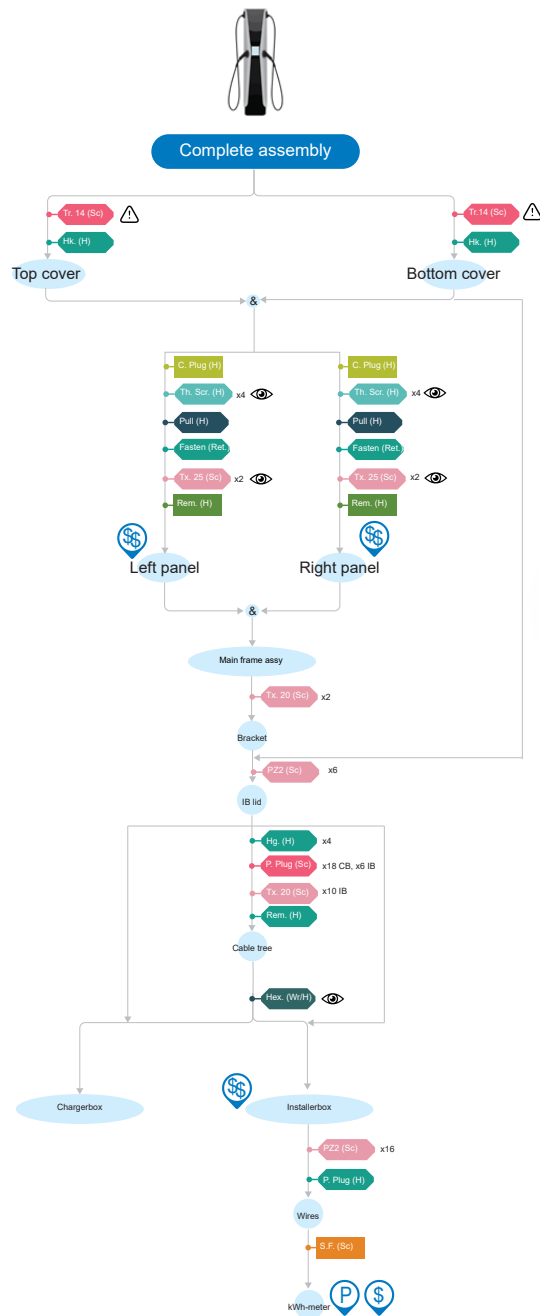 Complete assembly
Tr. 14 (Sc)
Tr.14 (Sc)
Hk. (H)
Hk. (H)
Top cover
Bottom cover
&
C. Plug (H)
C. Plug (H)
Th. Scr. (H) x4
Th. Scr. (H) x4
Pull (H)
Pull (H)
Fasten (Ret.)
Fasten (Ret.)
Tx. 25 (Sc) x2
Tx. 25 (Sc) x2
Rem. (H)
Rem. (H)
$$
$$
Left panel
Right panel
&
Main frame assy
Tx. 20 (Sc) x2
Bracket
PZ2 (Sc) x6
IB lid
Hg. (H) x4
P. Plug (Sc) x18 CB, x6 IB
Tx. 20 (Sc) x10 IB
Rem. (H)
Cable tree
Hex. (Wr/H)
$$
Chargerbox
Installerbox
PZ2 (Sc) x16
P. Plug (H)
Wires
S.F. (Sc)
kWh-meter P $